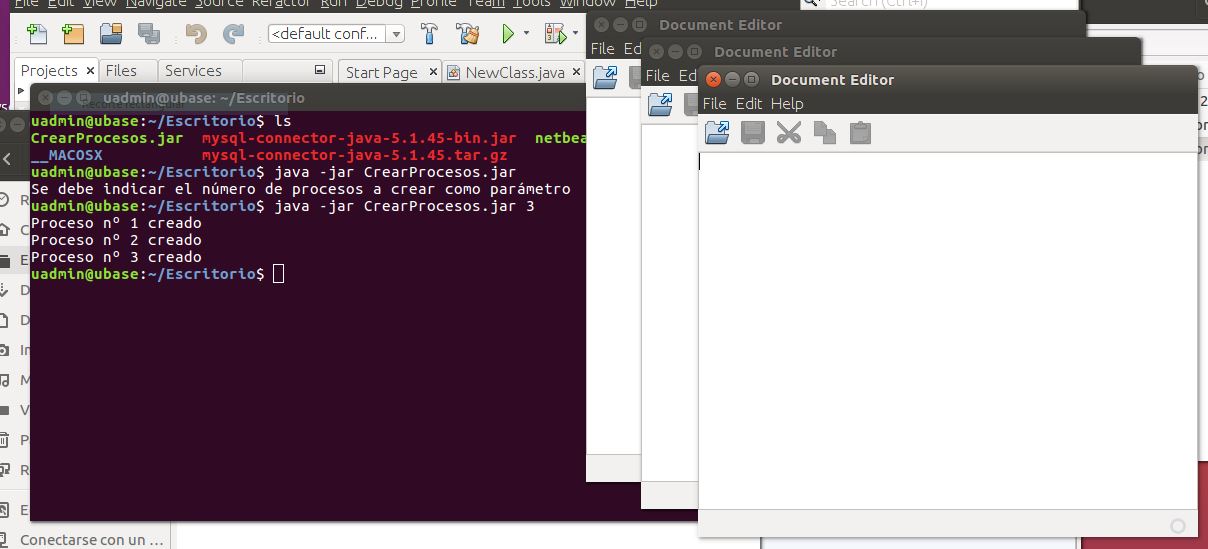 File Edit View Navigate Source Refactor Run Debug Profile Team Tools Window Help
Search (Ctrl+I)
<default conf...
Projects Files Services
Start Page NewClass.java
uadmin@ubase: ~/Escritorio
Recorte rectangular
uadmin@ubase:~/Escritorio$ ls
CrearProcesos.jar mysql-connector-java-5.1.45-bin.jar netbea
__MACOSX mysql-connector-java-5.1.45.tar.gz
uadmin@ubase:~/Escritorio$ java -jar CrearProcesos.jar
Se debe indicar el número de procesos a crear como parámetro
uadmin@ubase:~/Escritorio$ java -jar CrearProcesos.jar 3
Proceso nº 1 creado
Proceso nº 2 creado
Proceso nº 3 creado
uadmin@ubase:~/Escritorio$
Document Editor
File Ed
Document Editor
File Ed
Document Editor
File Edit Help
R
C
E
D
D
In
M
V
P
R
E
Conectarse con un ...